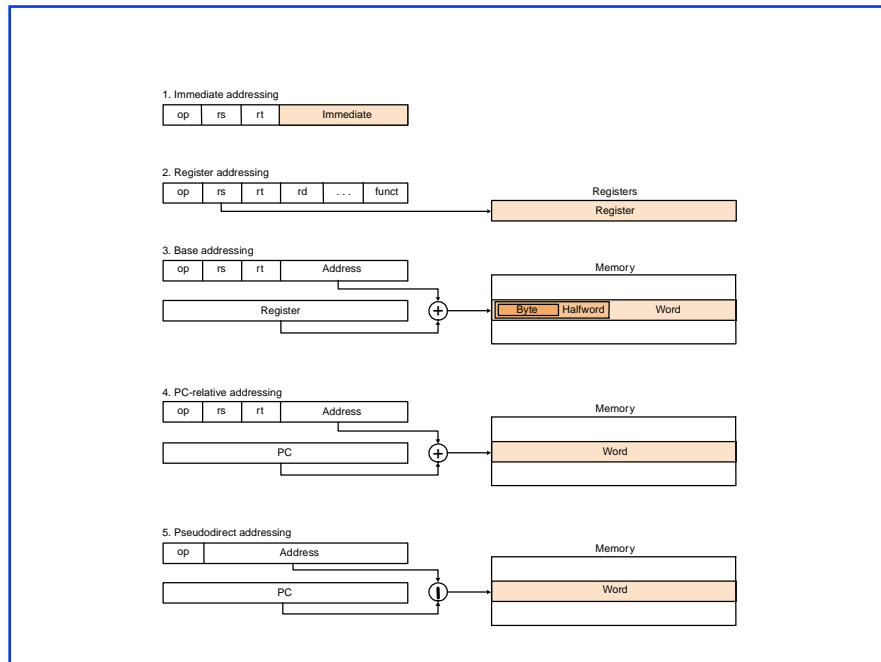 1. Immediate addressing
op rs rt Immediate
2. Register addressing
op rs rt rd . . . funct
Registers
Register
3. Base addressing
op rs rt Address
Memory
Register
Byte Halfword Word
4. PC-relative addressing
op rs rt Address
Memory
PC
Word
5. Pseudodirect addressing
op Address
Memory
PC
Word